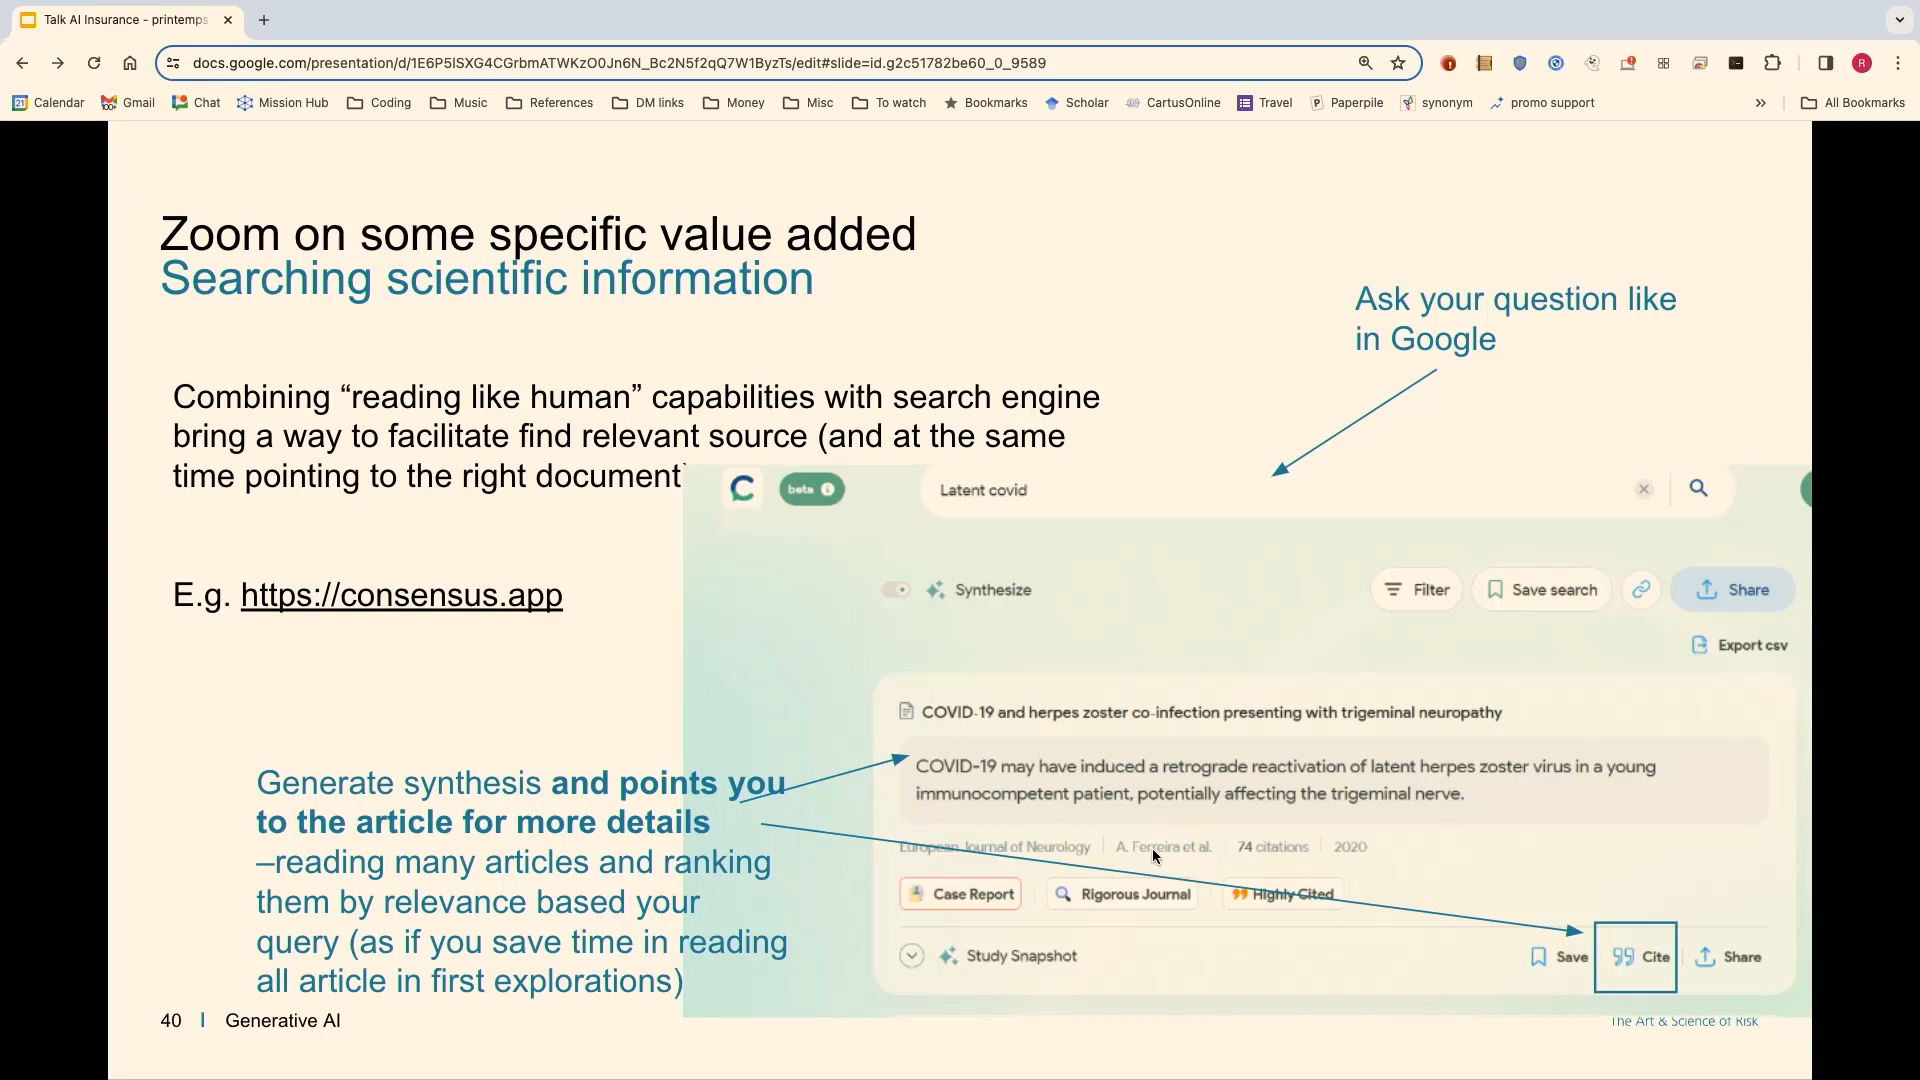 Talk AI Insurance - printemps
docs.google.com/presentation/d/1E6P5ISXG4CGrbmATWKzO0Jn6N_Bc2N5f2qQ7W1ByzTs/edit#slide=id.g2c51782be60_0_9589
R
Calendar Gmail Chat Mission Hub Coding Music References DM links Money Misc To watch Bookmarks Scholar CartusOnline Travel Paperpile synonym promo support » All Bookmarks
Zoom on some specific value added
Searching scientific information
Ask your question like
in Google
Combining “reading like human” capabilities with search engine
bring a way to facilitate find relevant source (and at the same
time pointing to the right document)
beta
Latent covid
E.g. https://consensus.app
Synthesize
Filter
Save search
Share
Export csv
COVID-19 and herpes zoster co-infection presenting with trigeminal neuropathy
COVID-19 may have induced a retrograde reactivation of latent herpes zoster virus in a young
immunocompetent patient, potentially affecting the trigeminal nerve.
European Journal of Neurology A. Ferreira et al. 74 citations 2020
Case Report Rigorous Journal Highly Cited
Study Snapshot
Save Cite Share
Generate synthesis and points you
to the article for more details
–reading many articles and ranking
them by relevance based your
query (as if you save time in reading
all article in first explorations)
40 | Generative AI
The Art & Science of Risk